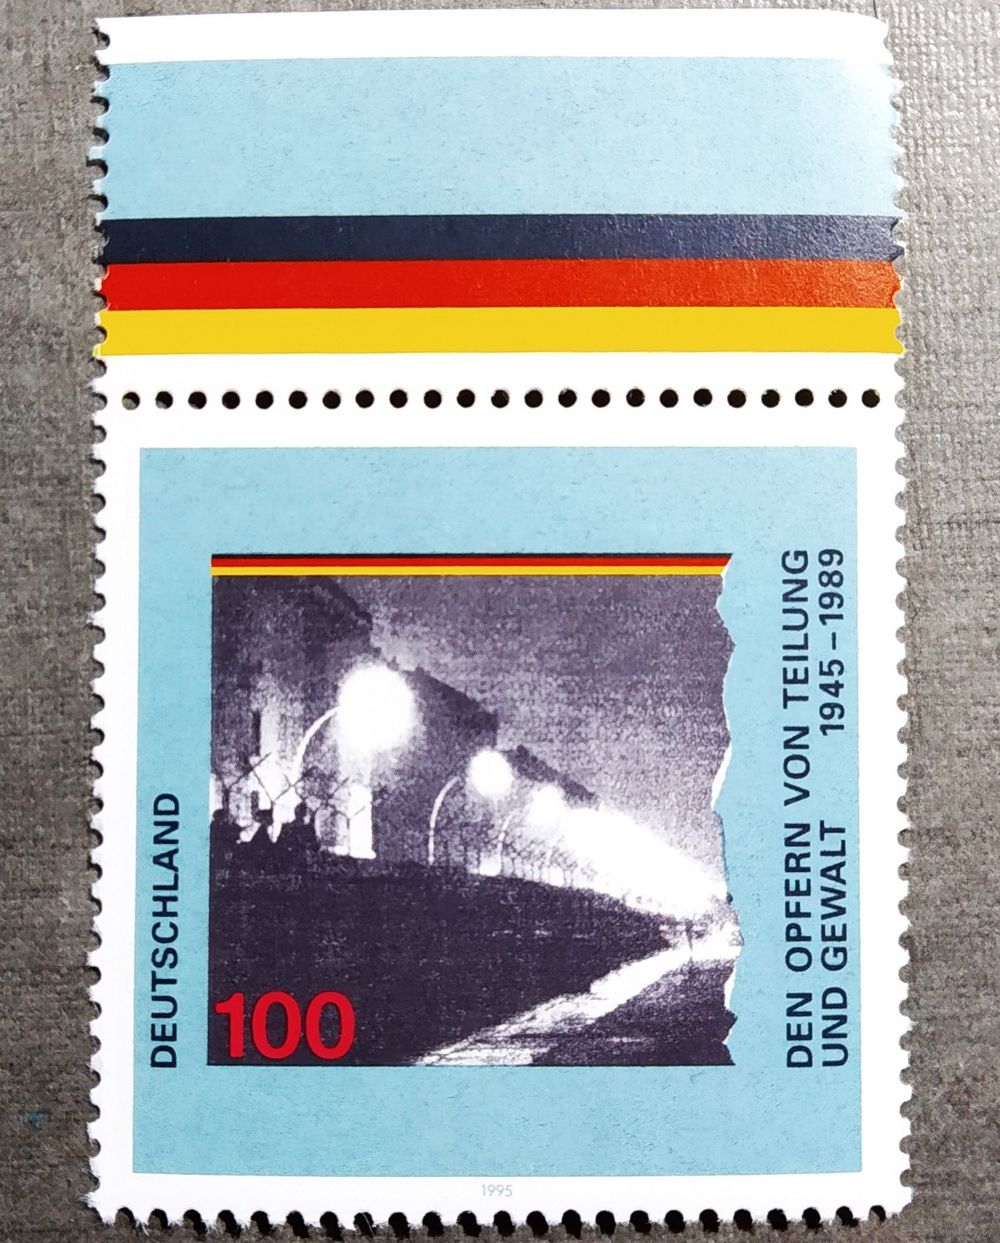 DEUTSCHLAND
100
DEN OPFERN VON TEILUNG
UND GEWALT 1945–1989
1995